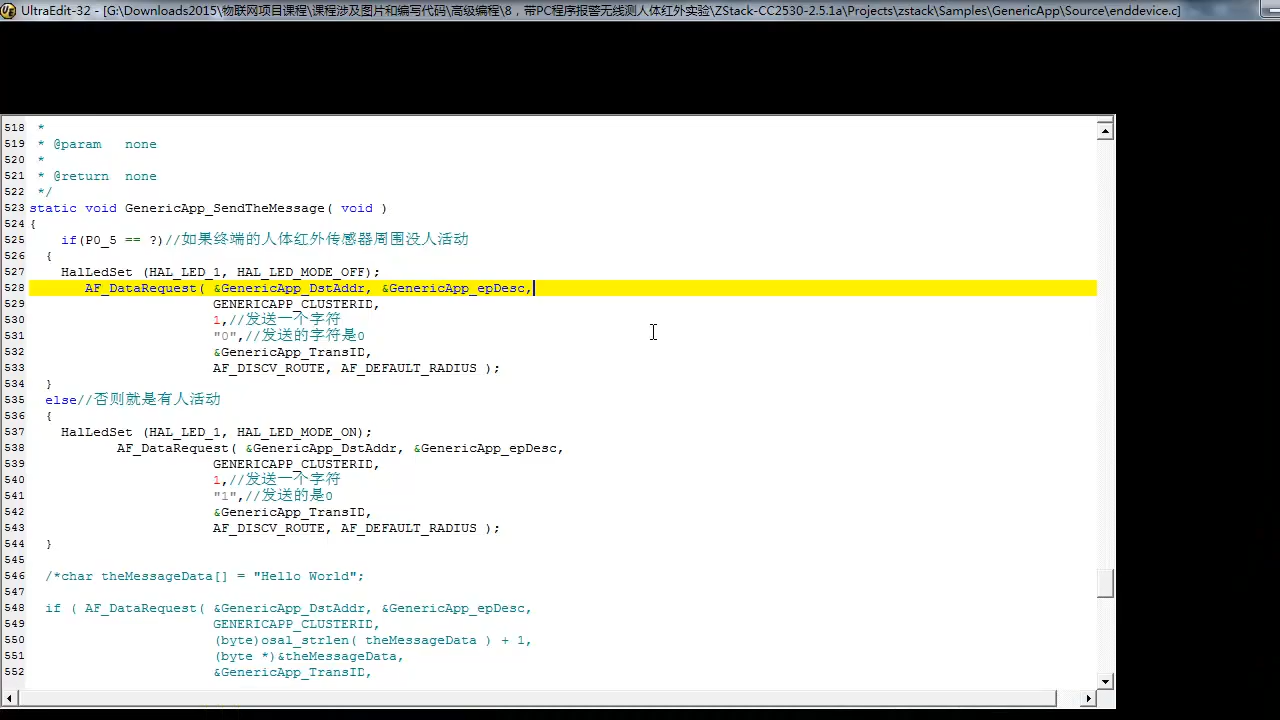 UltraEdit-32 - [G:\Downloads2015\物联网项目课程\课程涉及图片和编写代码\高级编程\8，带PC程序报警无线测人体红外实验\ZStack-CC2530-2.5.1a\Projects\zstack\Samples\GenericApp\Source\enddevice.c]
518 *
519 * @param   none
520 *
521 * @return  none
522 */
523 static void GenericApp_SendTheMessage( void )
524 {
525     if(P0_5 == ?)//如果终端的人体红外传感器周围没人活动
526   {
527     HalLedSet (HAL_LED_1, HAL_LED_MODE_OFF);
528        AF_DataRequest( &GenericApp_DstAddr, &GenericApp_epDesc,
529                        GENERICAPP_CLUSTERID,
530                        1,//发送一个字符
531                        "0",//发送的字符是0
532                        &GenericApp_TransID,
533                        AF_DISCV_ROUTE, AF_DEFAULT_RADIUS );
534   }
535   else//否则就是有人活动
536   {
537     HalLedSet (HAL_LED_1, HAL_LED_MODE_ON);
538            AF_DataRequest( &GenericApp_DstAddr, &GenericApp_epDesc,
539                        GENERICAPP_CLUSTERID,
540                        1,//发送一个字符
541                        "1",//发送的是0
542                        &GenericApp_TransID,
543                        AF_DISCV_ROUTE, AF_DEFAULT_RADIUS );
544   }
545
546   /*char theMessageData[] = "Hello World";
547
548   if ( AF_DataRequest( &GenericApp_DstAddr, &GenericApp_epDesc,
549                        GENERICAPP_CLUSTERID,
550                        (byte)osal_strlen( theMessageData ) + 1,
551                        (byte *)&theMessageData,
552                        &GenericApp_TransID,